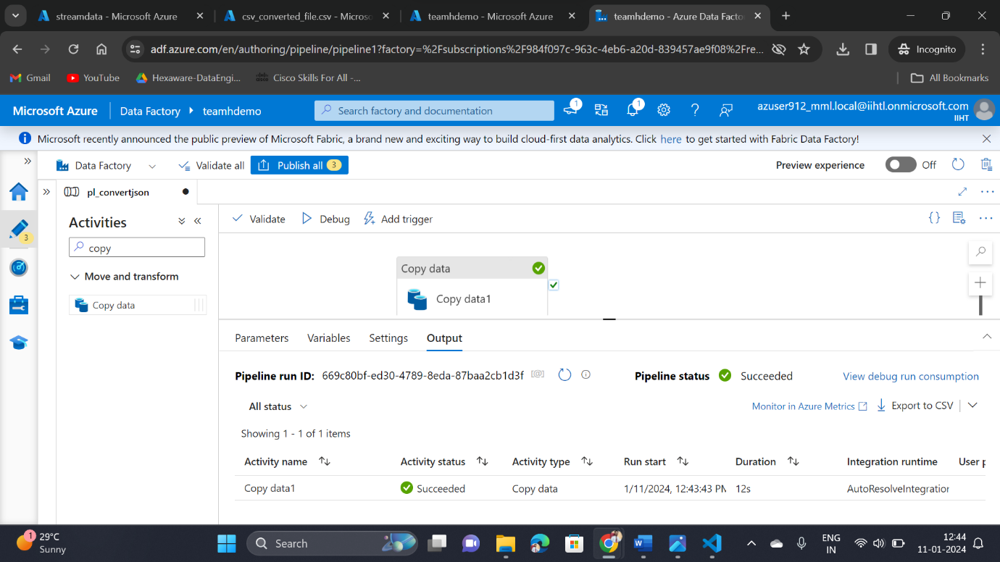 streamdata - Microsoft Azure
csv_converted_file.csv - Microso
teamhdemo - Microsoft Azure
teamhdemo - Azure Data Facto
adf.azure.com/en/authoring/pipeline/pipeline1?factory=%2Fsubscriptions%2F984f097c-963c-4eb6-a20d-839457ae9f08%2Fre...
Incognito
Gmail
YouTube
Hexaware-DataEngi...
Cisco Skills For All -...
All Bookmarks
Microsoft Azure
Data Factory
teamhdemo
Search factory and documentation
1
1
azuser912_mml.local@iihtl.onmicrosoft.com
IIHT
Microsoft recently announced the public preview of Microsoft Fabric, a brand new and exciting way to build cloud-first data analytics. Click here to get started with Fabric Data Factory!
Data Factory
Validate all
Publish all 3
Preview experience
Off
pl_convertjson
3
Activities
copy
Move and transform
Copy data
Validate
Debug
Add trigger
Copy data
Copy data1
Parameters
Variables
Settings
Output
Pipeline run ID: 669c80bf-ed30-4789-8eda-87baa2cb1d3f
Pipeline status Succeeded
View debug run consumption
All status
Monitor in Azure Metrics
Export to CSV
Showing 1 - 1 of 1 items
Activity name Activity status Activity type Run start Duration Integration runtime User p
Copy data1 Succeeded Copy data 1/11/2024, 12:43:43 PM 12s AutoResolveIntegration
1
29°C
Sunny
Search
ENG
IN
12:44
11-01-2024